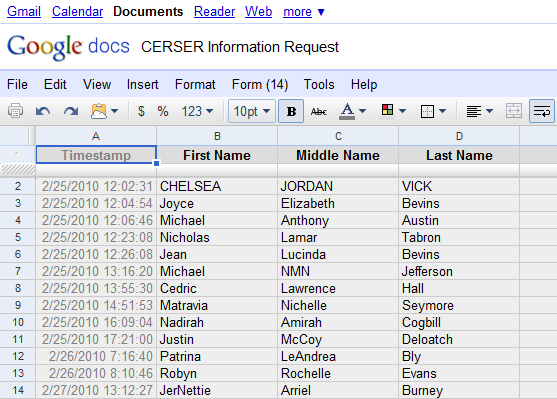 Gmail Calendar Documents Reader Web more ▼
Google docs CERSER Information Request
File Edit View Insert Format Form (14) Tools Help
$ % 123 10pt B Abc A
A B C D
Timestamp First Name Middle Name Last Name
2 2/25/2010 12:02:31 CHELSEA JORDAN VICK
3 2/25/2010 12:04:54 Joyce Elizabeth Bevins
4 2/25/2010 12:06:46 Michael Anthony Austin
5 2/25/2010 12:23:08 Nicholas Lamar Tabron
6 2/25/2010 12:26:08 Jean Lucinda Bevins
7 2/25/2010 13:16:20 Michael NMN Jefferson
8 2/25/2010 13:55:30 Cedric Lawrence Hall
9 2/25/2010 14:51:53 Matravia Nichelle Seymore
10 2/25/2010 16:09:04 Nadirah Amirah Cogbill
11 2/25/2010 17:21:00 Justin McCoy Deloatch
12 2/26/2010 7:16:40 Patrina LeAndrea Bly
13 2/26/2010 8:10:46 Robyn Rochelle Evans
14 2/27/2010 13:12:27 JerNettie Arriel Burney